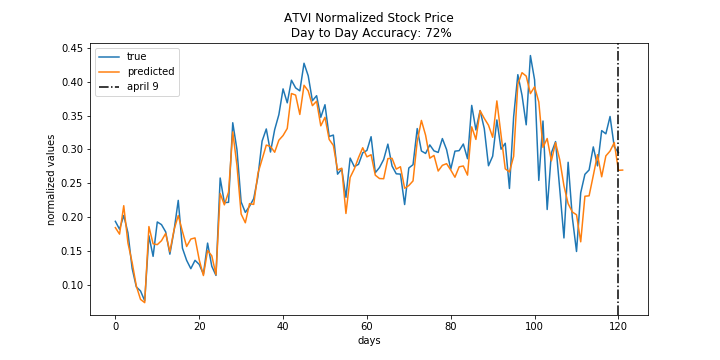 ATVI Normalized Stock Price
Day to Day Accuracy: 72%
0.45
0.40
0.35
0.30
0.25
0.20
0.15
0.10
normalized values
true
predicted
april 9
0 20 40 60 80 100 120
days